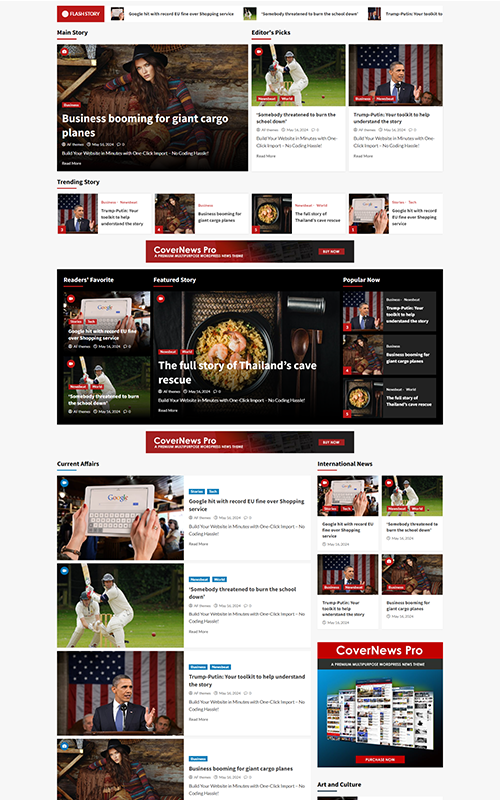 FLASH STORY
Google hit with record EU fine over Shopping service
'Somebody threatened to burn the school down'
Trump-Putin: Your toolkit to
Main Story
Business
Business booming for giant cargo
planes
AF themes May 16, 2024 0
Build Your Website in Minutes with One-Click Import – No Coding Hassle!
Read More
Editor's Picks
Newsbeat World
'Somebody threatened to burn the
school down'
AF themes May 16, 2024 0
Build Your Website in Minutes with One-
Click Import – No Coding Hassle!
Read More
Business Newsbeat
Trump-Putin: Your toolkit to help
understand the story
AF themes May 16, 2024 0
Build Your Website in Minutes with One-
Click Import – No Coding Hassle!
Read More
Trending Story
3
Business Newsbeat
Trump-Putin: Your
toolkit to help
understand the story
4
Business
Business booming for
giant cargo planes
5
Newsbeat World
The full story of
Thailand's cave rescue
1
Stories Tech
Google hit with record
EU fine over Shopping
service
CoverNews Pro
A PREMIUM MULTIPURPOSE WORDPRESS NEWS THEME
BUY NOW
Readers' Favorite
Stories Tech
Google hit with record EU fine
over Shopping service
AF themes May 16, 2024 0
Newsbeat World
'Somebody threatened to burn the
school down'
AF themes May 16, 2024 0
Featured Story
Newsbeat World
The full story of Thailand's cave
rescue
AF themes May 16, 2024 0
Build Your Website in Minutes with One-Click Import – No Coding Hassle!
Read More
Popular Now
3
Business Newsbeat
Trump-Putin: Your toolkit to help
understand the story
4
Business
Business booming for
giant cargo planes
5
Newsbeat World
The full story of
Thailand's cave rescue
CoverNews Pro
A PREMIUM MULTIPURPOSE WORDPRESS NEWS THEME
BUY NOW
Current Affairs
Google
Stories Tech
Google hit with record EU fine over Shopping
service
AF themes May 16, 2024 0
Build Your Website in Minutes with One-Click Import – No
Coding Hassle!
Read More
Newsbeat World
'Somebody threatened to burn the school
down'
AF themes May 16, 2024 0
Build Your Website in Minutes with One-Click Import – No
Coding Hassle!
Read More
Business Newsbeat
Trump-Putin: Your toolkit to help understand
the story
AF themes May 16, 2024 0
Build Your Website in Minutes with One-Click Import – No
Coding Hassle!
Read More
Business
Business booming for giant cargo planes
AF themes May 16, 2024 0
Build Your Website in Minutes with One-Click Import – No
Coding Hassle!
International News
Stories Tech
Google hit with record EU
fine over Shopping service
May 16, 2024
Newsbeat World
'Somebody threatened to
burn the school down'
May 16, 2024
Business Newsbeat
Trump-Putin: Your toolkit to
help understand the story
May 16, 2024
Business
Business booming for giant
cargo planes
May 16, 2024
CoverNews Pro
A PREMIUM MULTIPURPOSE WORDPRESS NEWS THEME
PURCHASE NOW
Art and Culture